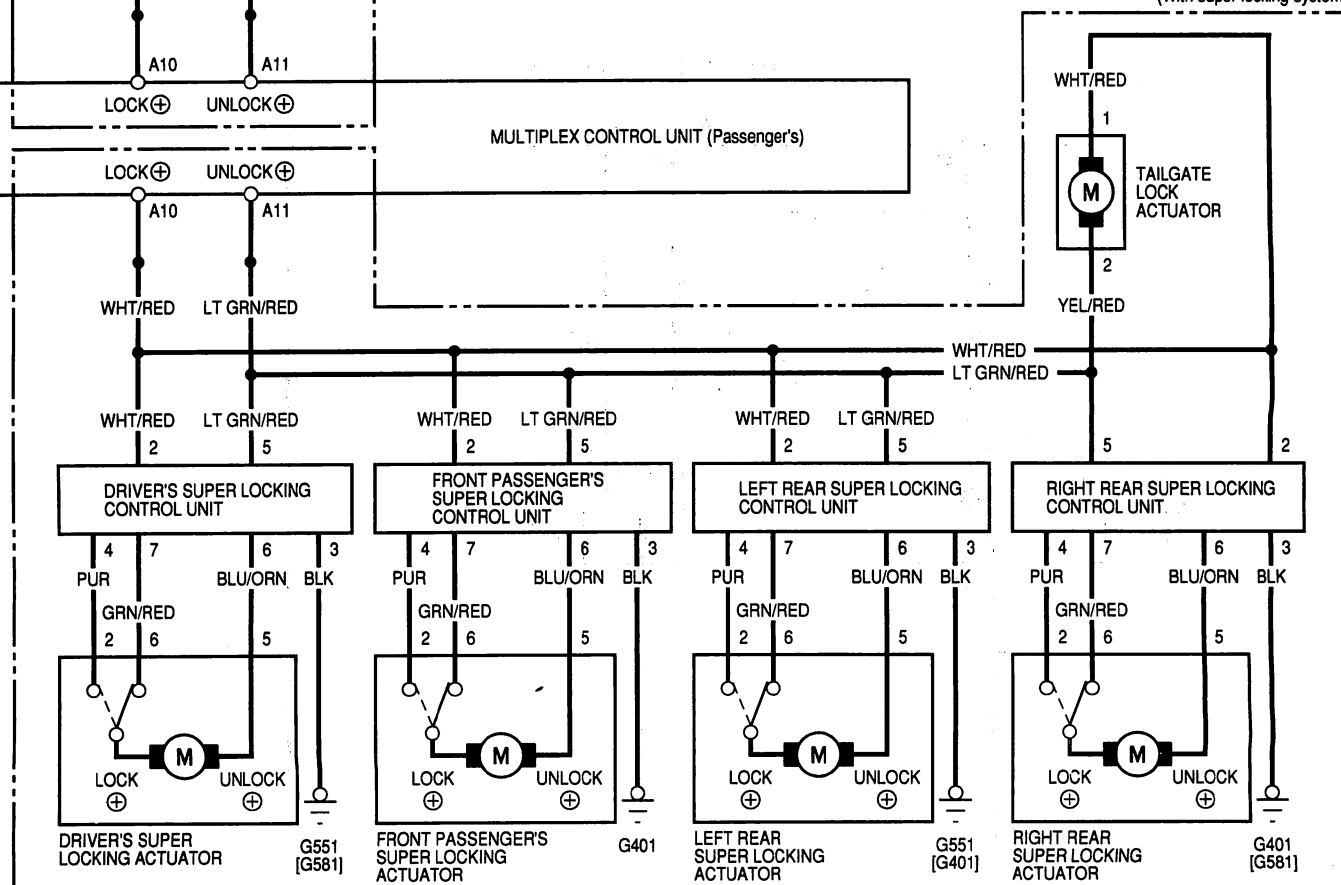 (With super locking system
A10 A11
LOCK⊕ UNLOCK⊕
MULTIPLEX CONTROL UNIT (Passenger's)
LOCK⊕ UNLOCK⊕
A10 A11
WHT/RED
1
M
TAILGATE
LOCK
ACTUATOR
2
YEL/RED
WHT/RED LT GRN/RED
WHT/RED
LT GRN/RED
WHT/RED LT GRN/RED WHT/RED LT GRN/RED WHT/RED LT GRN/RED
2 5 2 5 2 5 5 2
DRIVER'S SUPER LOCKING
CONTROL UNIT
FRONT PASSENGER'S
SUPER LOCKING
CONTROL UNIT
LEFT REAR SUPER LOCKING
CONTROL UNIT
RIGHT REAR SUPER LOCKING
CONTROL UNIT
4 7 6 3 4 7 6 3 4 7 6 3 4 7 6 3
PUR BLU/ORN BLK PUR BLU/ORN BLK PUR BLU/ORN BLK PUR BLU/ORN BLK
GRN/RED GRN/RED GRN/RED GRN/RED
2 6 5 2 6 5 2 6 5 2 6 5
M M M M
LOCK UNLOCK LOCK UNLOCK LOCK UNLOCK LOCK UNLOCK
⊕ ⊕ ⊕ ⊕ ⊕ ⊕ ⊕ ⊕
DRIVER'S SUPER
LOCKING ACTUATOR
G551
[G581]
FRONT PASSENGER'S
SUPER LOCKING
ACTUATOR
G401
LEFT REAR
SUPER LOCKING
ACTUATOR
G551
[G401]
RIGHT REAR
SUPER LOCKING
ACTUATOR
G401
[G581]